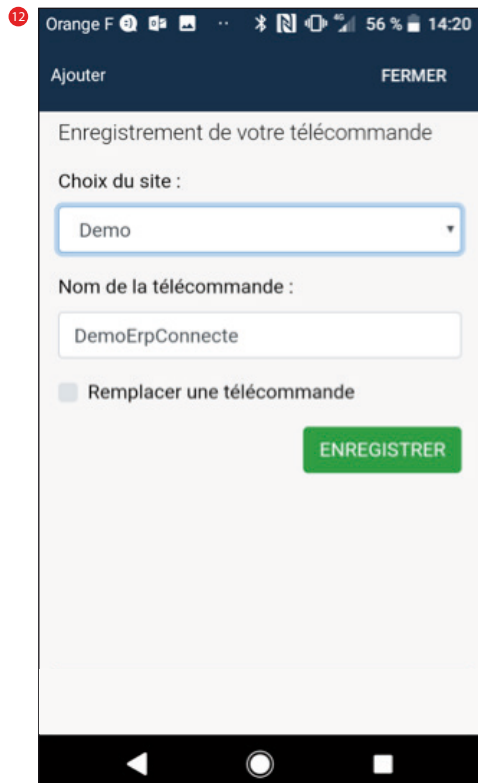 12
Orange F 56 % 14:20
Ajouter FERMER
Enregistrement de votre télécommande
Choix du site :
Demo
Nom de la télécommande :
DemoErpConnecte
Remplacer une télécommande
ENREGISTRER